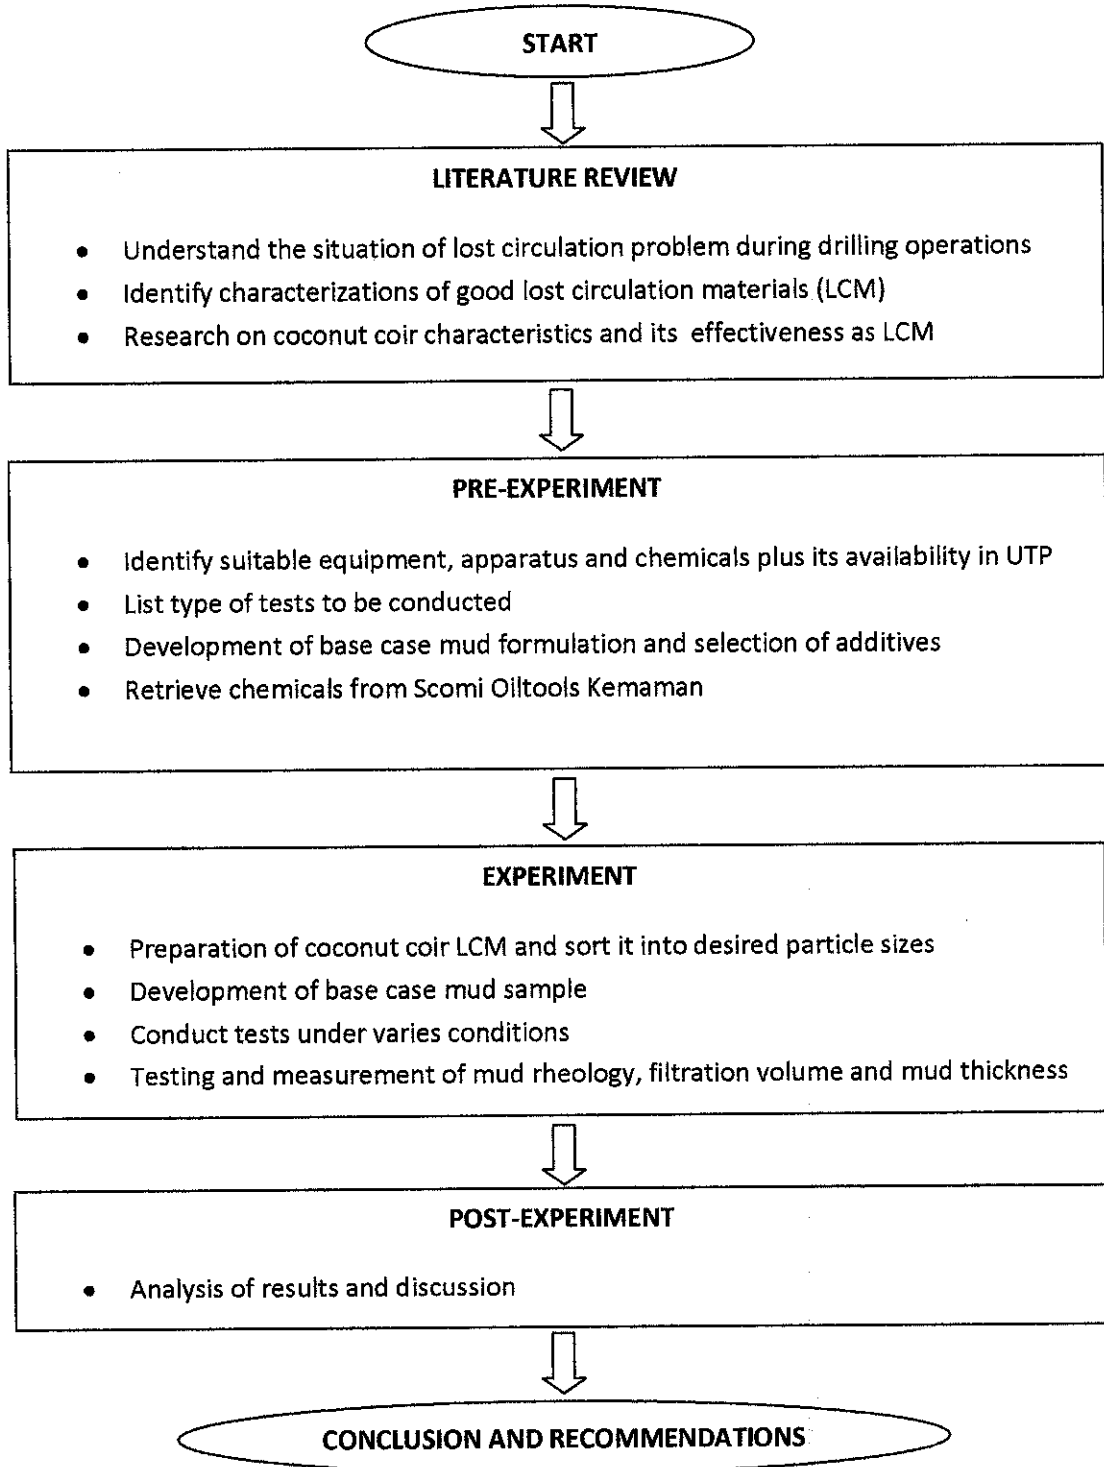 START
LITERATURE REVIEW
• Understand the situation of lost circulation problem during drilling operations
• Identify characterizations of good lost circulation materials (LCM)
• Research on coconut coir characteristics and its effectiveness as LCM
PRE-EXPERIMENT
• Identify suitable equipment, apparatus and chemicals plus its availability in UTP
• List type of tests to be conducted
• Development of base case mud formulation and selection of additives
• Retrieve chemicals from Scomi Oiltools Kemaman
EXPERIMENT
• Preparation of coconut coir LCM and sort it into desired particle sizes
• Development of base case mud sample
• Conduct tests under varies conditions
• Testing and measurement of mud rheology, filtration volume and mud thickness
POST-EXPERIMENT
• Analysis of results and discussion
CONCLUSION AND RECOMMENDATIONS